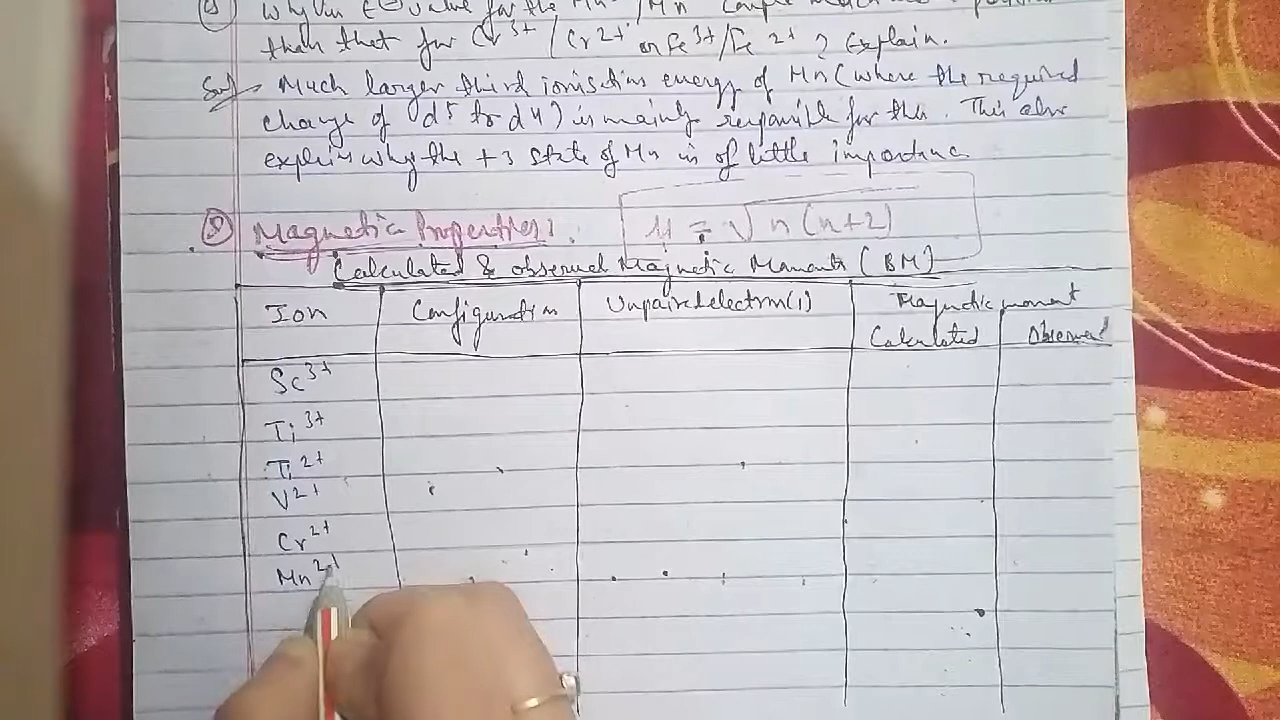 than that for Cr3+/Cr2+ or Fe3+/Fe2+ ? Explain.
Sol Much larger third ionisation energy of Mn (where the required
change of d5 to d4) is mainly responsible for this. This also
explain why the +3 state of Mn is of little importance
8 Magnetic Properties: μ = √n(n+2)
Calculated & observed Magnetic Moments (BM)
Ion Configuration Unpaired electron(1) Magnetic moment
Calculated Observed
Sc3+
Ti3+
Ti2+
V2+
Cr2+
Mn2+